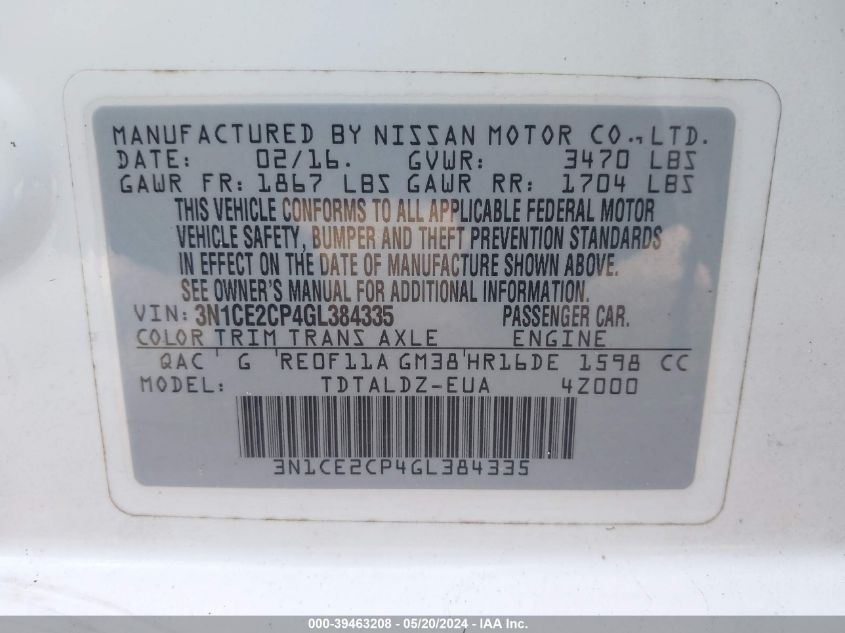 MANUFACTURED BY NISSAN MOTOR CO., LTD.
DATE: 02/16. GVWR: 3470 LBS
GAWR FR: 1867 LBS GAWR RR: 1704 LBS
THIS VEHICLE CONFORMS TO ALL APPLICABLE FEDERAL MOTOR
VEHICLE SAFETY, BUMPER AND THEFT PREVENTION STANDARDS
IN EFFECT ON THE DATE OF MANUFACTURE SHOWN ABOVE.
SEE OWNER'S MANUAL FOR ADDITIONAL INFORMATION.
VIN: 3N1CE2CP4GL384335 PASSENGER CAR.
COLOR TRIM TRANS AXLE ENGINE
QAC G RE0F11A GM38 HR16DE 1598 CC
MODEL: TDTALDZ-EUA 4Z000
3N1CE2CP4GL384335
000-39463208 - 05/20/2024 - IAA Inc.